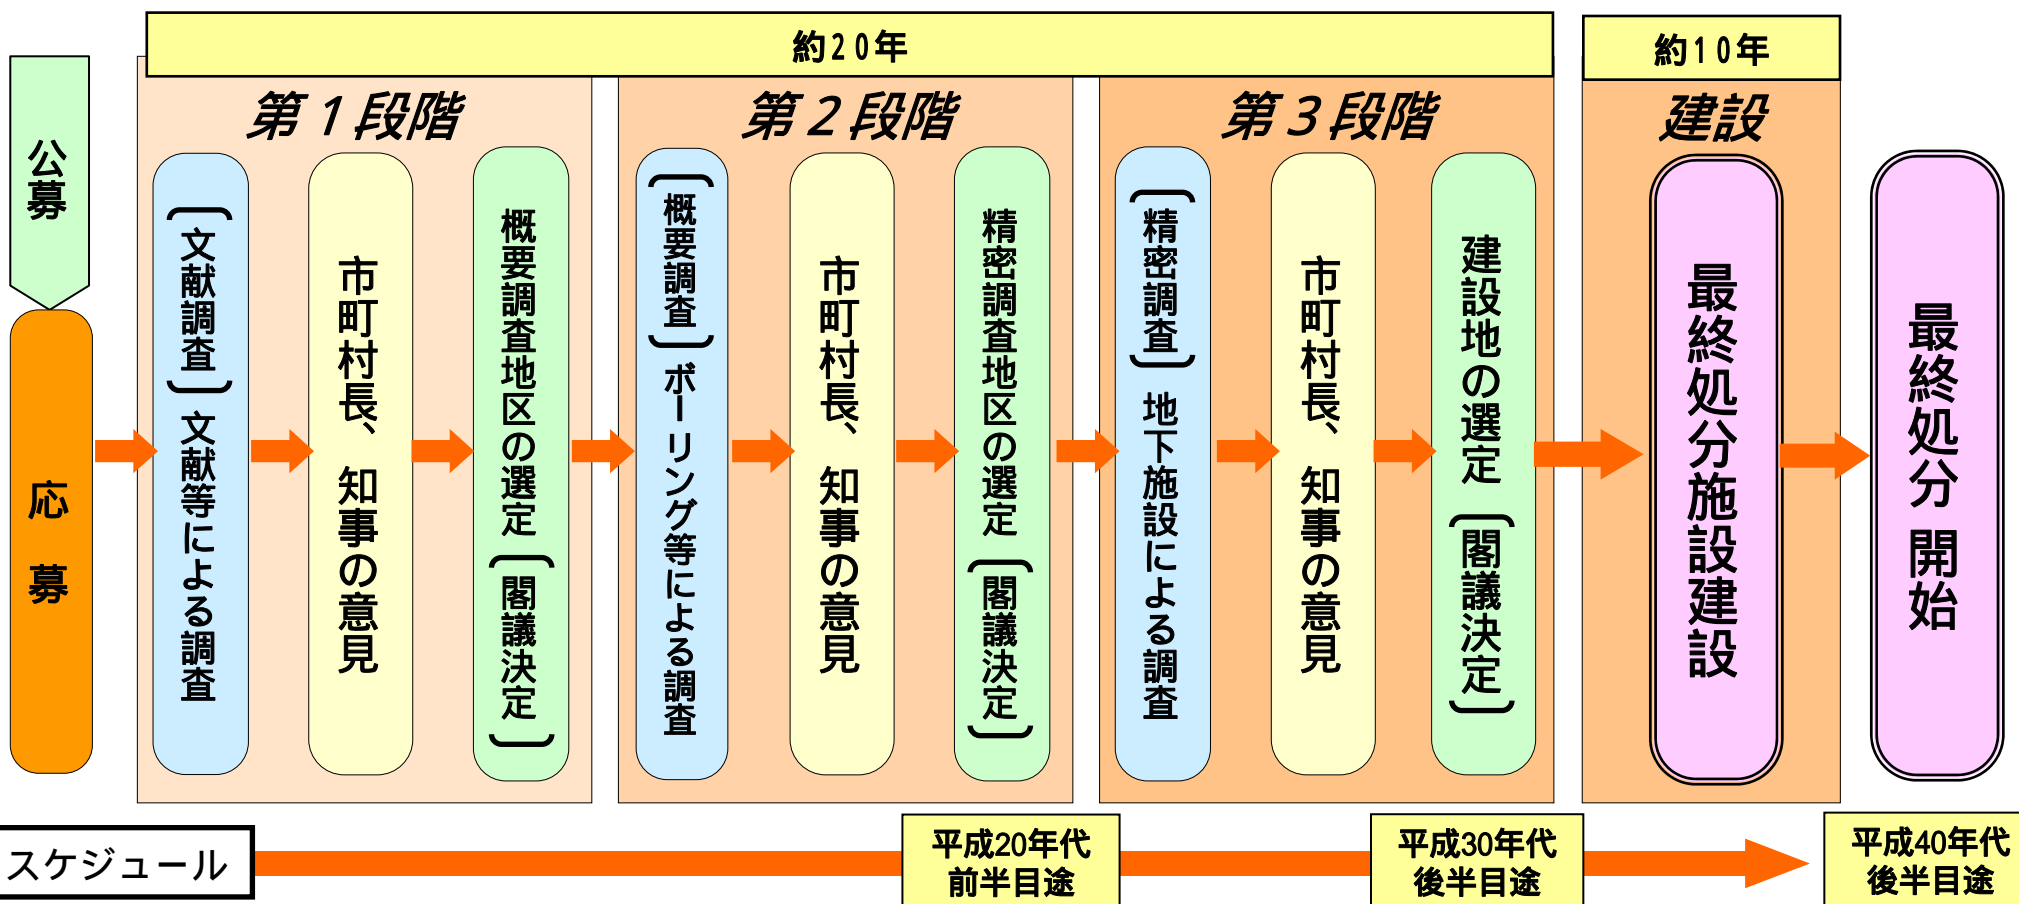 約20年
約10年
公募
応 募
第1段階
〔文献調査〕文献等による調査
市町村長、知事の意見
概要調査地区の選定〔閣議決定〕
第2段階
〔概要調査〕ボーリング等による調査
市町村長、知事の意見
精密調査地区の選定〔閣議決定〕
第3段階
〔精密調査〕地下施設による調査
市町村長、知事の意見
建設地の選定〔閣議決定〕
建設
最終処分施設建設
最終処分 開始
スケジュール
平成20年代
前半目途
平成30年代
後半目途
平成40年代
後半目途